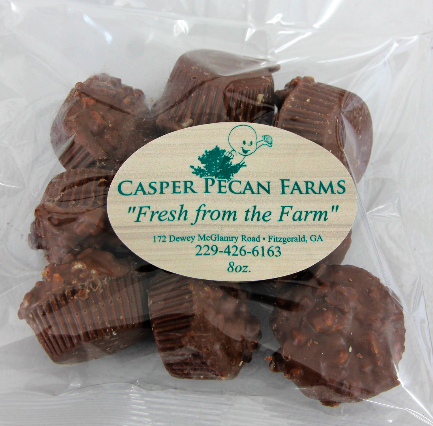 CASPER PECAN FARMS
"Fresh from the Farm"
172 Dewey McGlamry Road • Fitzgerald, GA
229-426-6163
8oz.